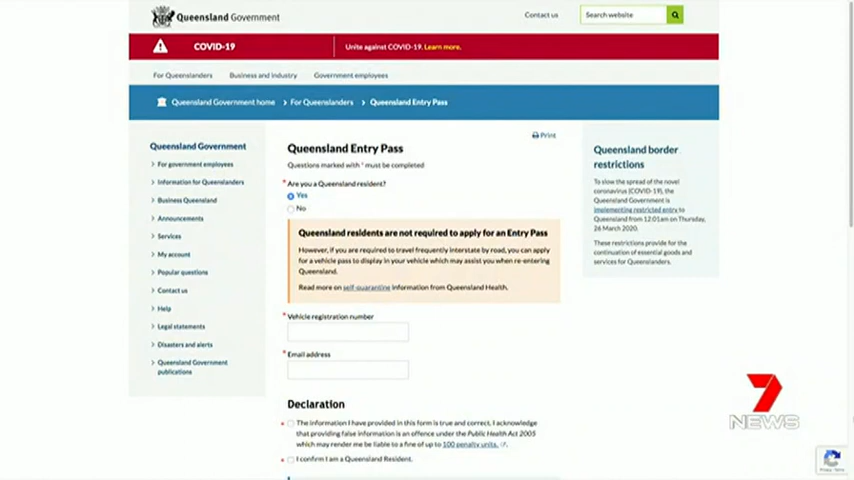 Queensland Government
Contact us
Search website
COVID-19
Unite against COVID-19. Learn more.
For Queenslanders
Business and industry
Government employees
Queensland Government home
For Queenslanders
Queensland Entry Pass
Queensland Government
For government employees
Information for Queenslanders
Business Queensland
Announcements
Services
My account
Popular questions
Contact us
Help
Legal statements
Disasters and alerts
Queensland Government
publications
Print
Queensland Entry Pass
Questions marked with * must be completed
* Are you a Queensland resident?
Yes
No
Queensland residents are not required to apply for an Entry Pass
However, if you are required to travel frequently interstate by road, you can apply
for a vehicle pass to display in your vehicle which may assist you when re-entering
Queensland.
Read more on self-quarantine information from Queensland Health.
* Vehicle registration number
* Email address
Declaration
* The information I have provided in this form is true and correct. I acknowledge
that providing false information is an offence under the Public Health Act 2005
which may render me be liable to a fine of up to 100 penalty units.
* I confirm I am a Queensland Resident.
Queensland border
restrictions
To slow the spread of the novel
coronavirus (COVID-19), the
Queensland Government is
implementing restricted entry to
Queensland from 12:01am on Thursday,
26 March 2020.
These restrictions provide for the
continuation of essential goods and
services for Queenslanders.
7
NEWS
Privacy - Terms